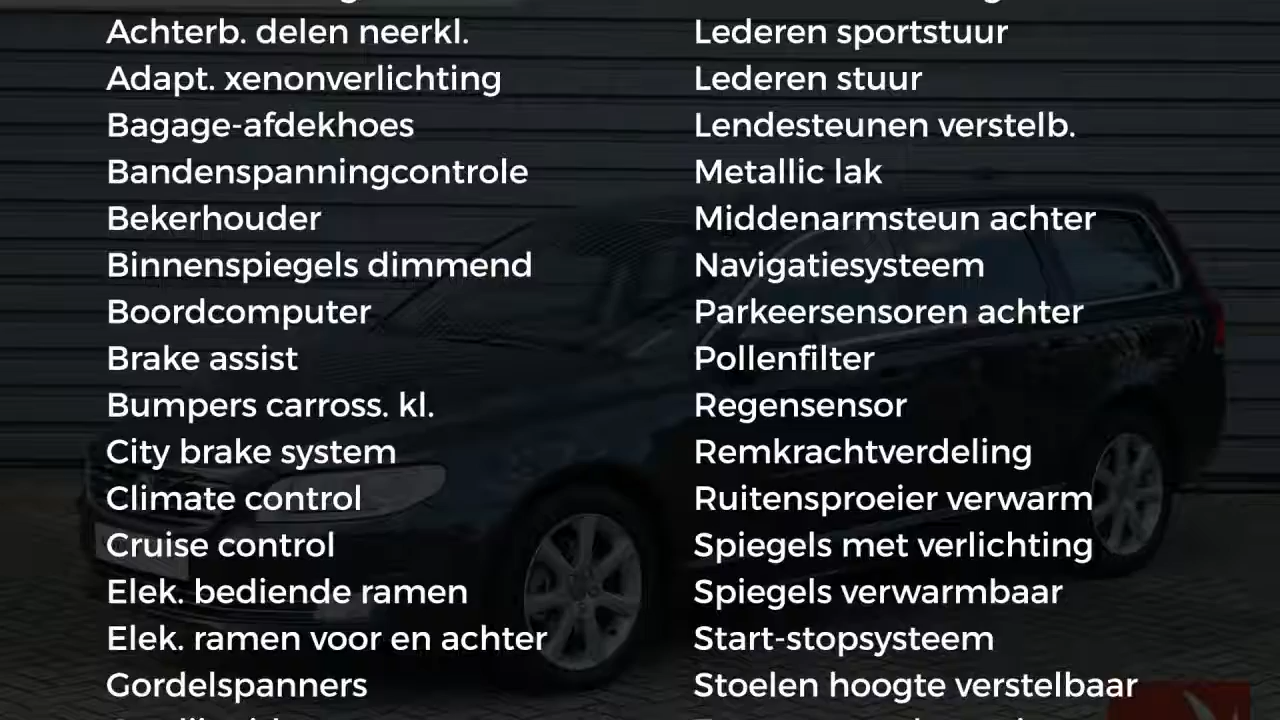 Achterb. delen neerkl.
Adapt. xenonverlichting
Bagage-afdekhoes
Bandenspanningcontrole
Bekerhouder
Binnenspiegels dimmend
Boordcomputer
Brake assist
Bumpers carross. kl.
City brake system
Climate control
Cruise control
Elek. bediende ramen
Elek. ramen voor en achter
Gordelspanners
Lederen sportstuur
Lederen stuur
Lendesteunen verstelb.
Metallic lak
Middenarmsteun achter
Navigatiesysteem
Parkeersensoren achter
Pollenfilter
Regensensor
Remkrachtverdeling
Ruitensproeier verwarm
Spiegels met verlichting
Spiegels verwarmbaar
Start-stopsysteem
Stoelen hoogte verstelbaar